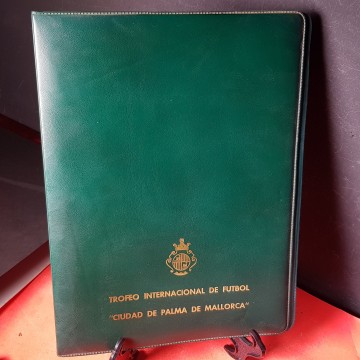 TROFEO INTERNACIONAL DE FUTBOL
"CIUDAD DE PALMA DE MALLORCA"